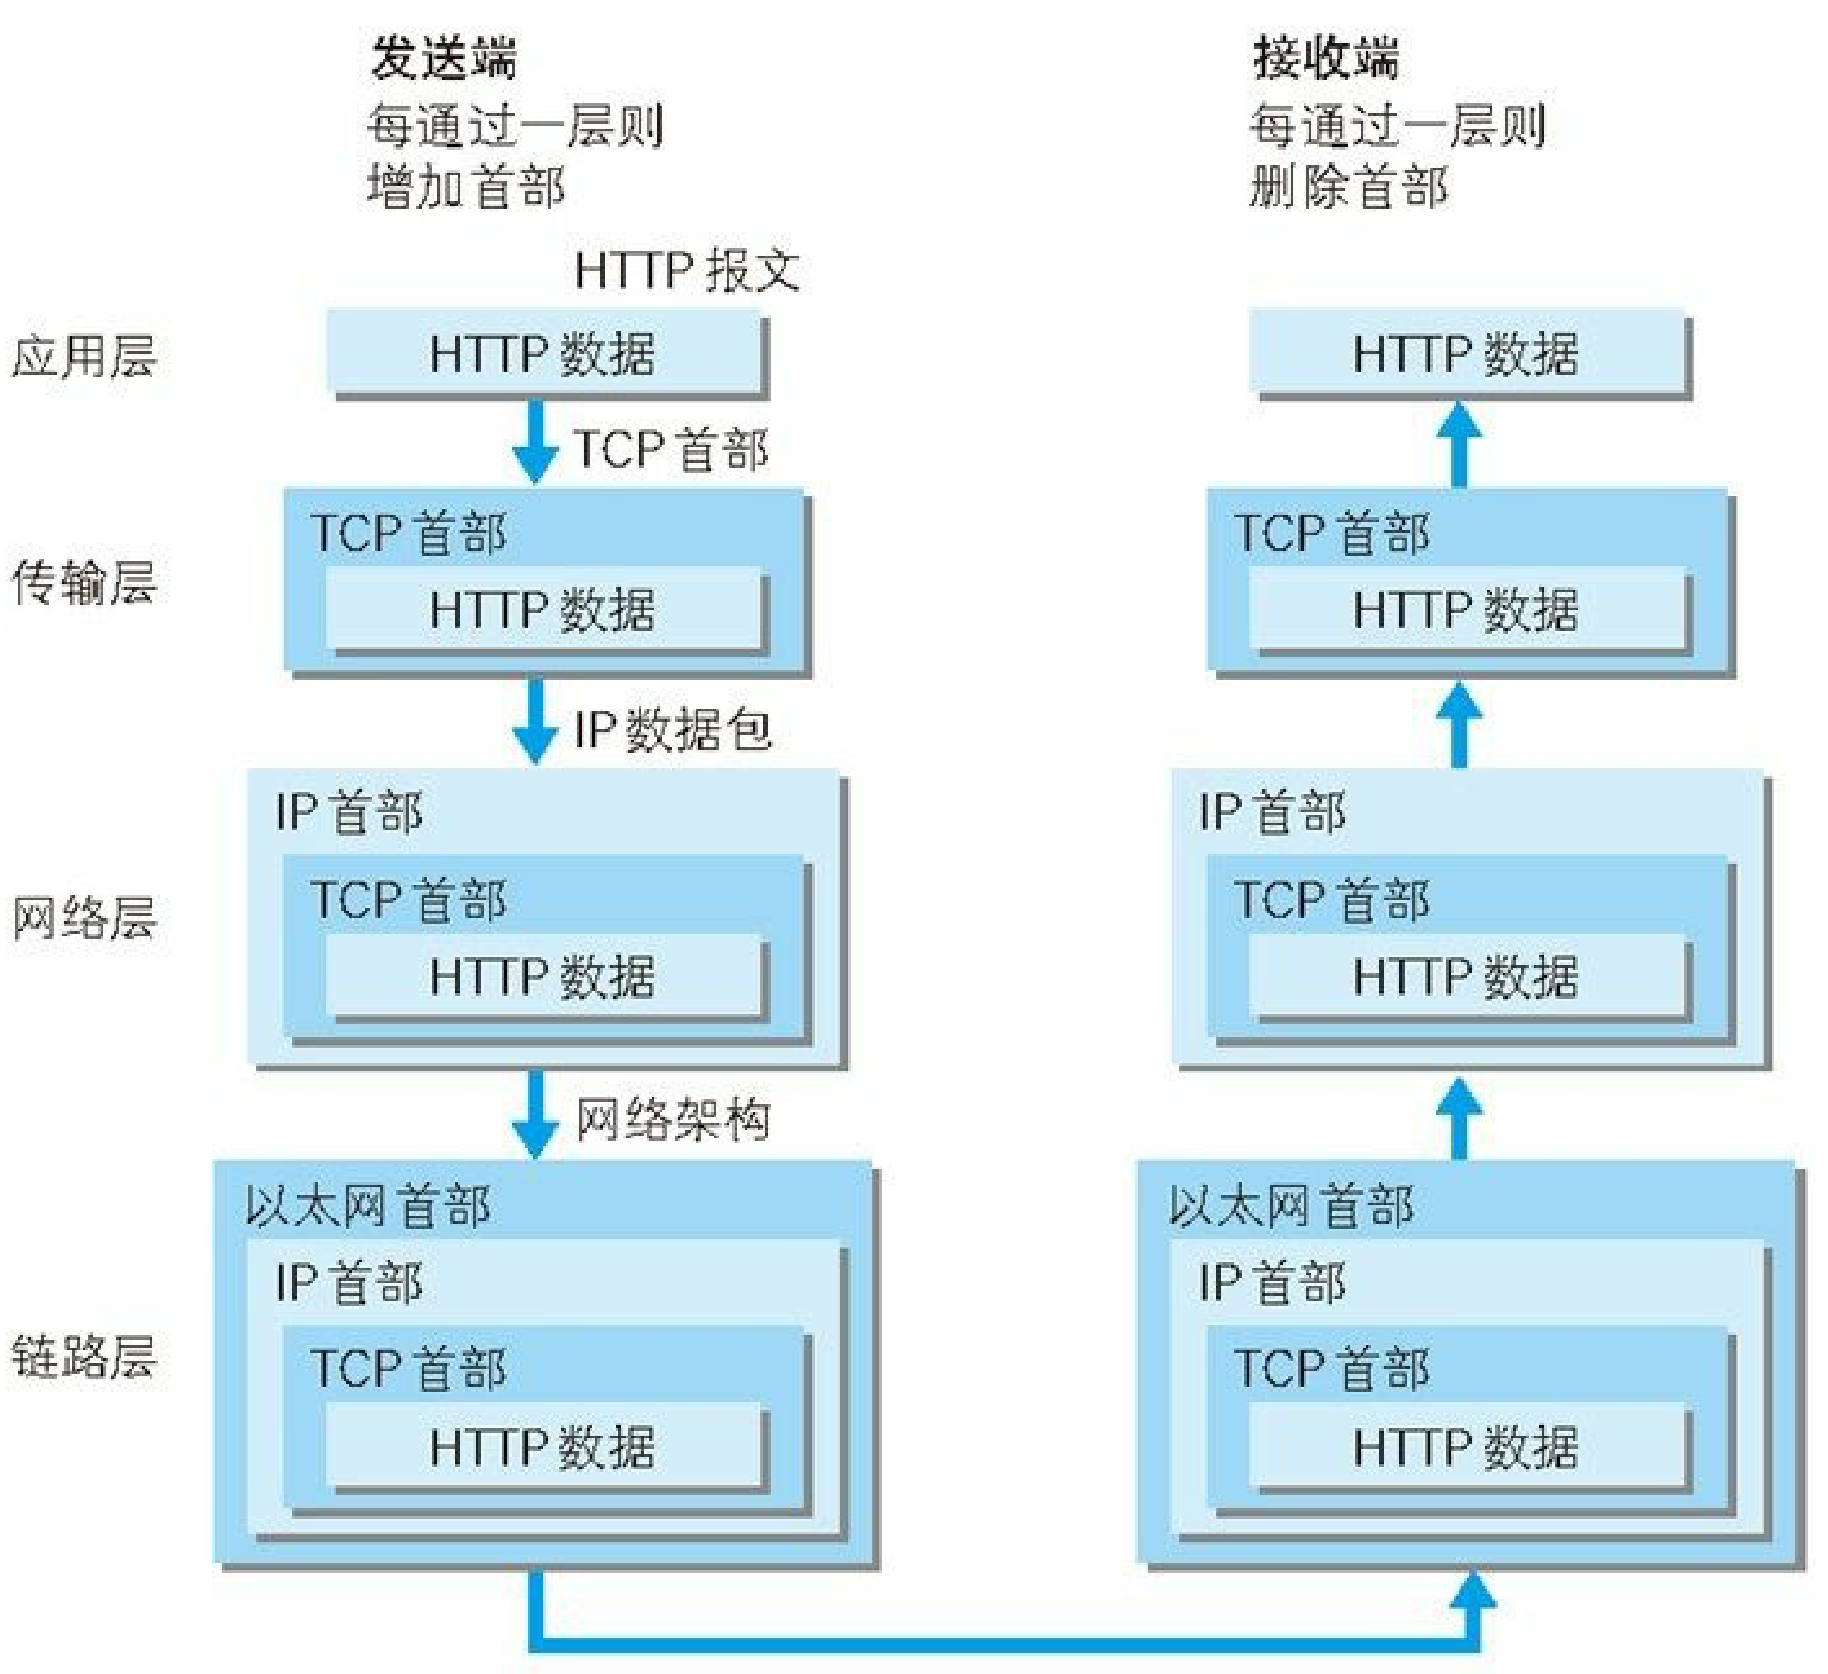 发送端
每通过一层则
增加首部
接收端
每通过一层则
删除首部
HTTP 报文
应用层
HTTP 数据
HTTP 数据
TCP 首部
传输层
TCP 首部
HTTP 数据
TCP 首部
HTTP 数据
IP 数据包
网络层
IP 首部
TCP 首部
HTTP 数据
IP 首部
TCP 首部
HTTP 数据
网络架构
链路层
以太网首部
IP 首部
TCP 首部
HTTP 数据
以太网首部
IP 首部
TCP 首部
HTTP 数据